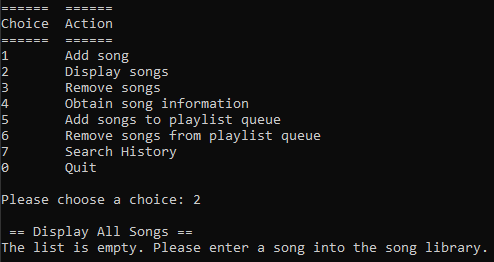 ======  ======
Choice  Action
======  ======
1       Add song
2       Display songs
3       Remove songs
4       Obtain song information
5       Add songs to playlist queue
6       Remove songs from playlist queue
7       Search History
0       Quit

Please choose a choice: 2

 == Display All Songs ==
The list is empty. Please enter a song into the song library.